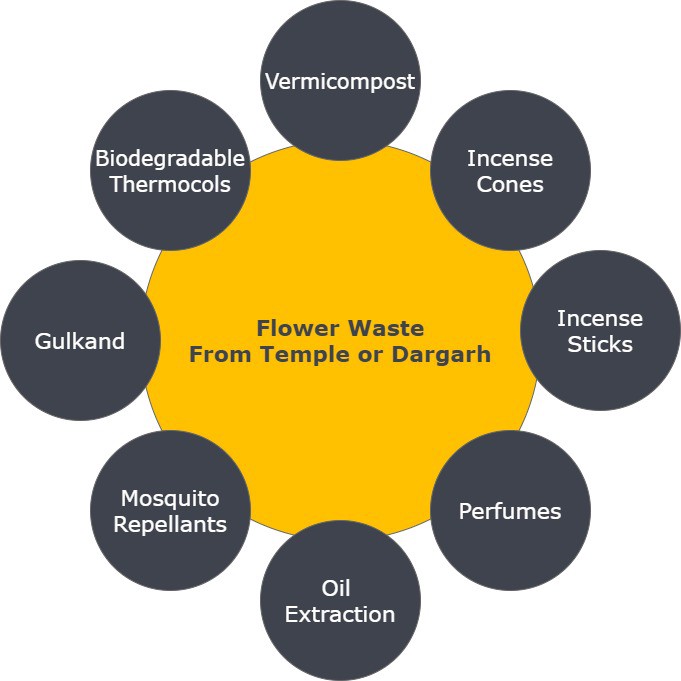 Vermicompost
Biodegradable
Thermocols
Incense
Cones
Gulkand
Flower Waste
From Temple or Dargarh
Incense
Sticks
Mosquito
Repellants
Perfumes
Oil
Extraction